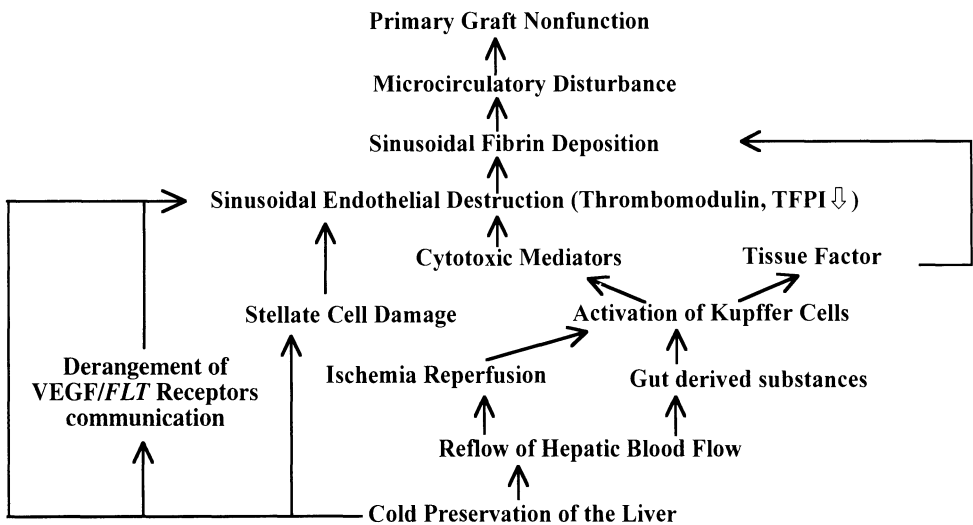 Primary Graft Nonfunction
Microcirculatory Disturbance
Sinusoidal Fibrin Deposition
Sinusoidal Endothelial Destruction (Thrombomodulin, TFPI⇩)
Cytotoxic Mediators
Tissue Factor
Stellate Cell Damage
Activation of Kupffer Cells
Derangement of
VEGF/FLT Receptors
communication
Ischemia Reperfusion
Gut derived substances
Reflow of Hepatic Blood Flow
Cold Preservation of the Liver